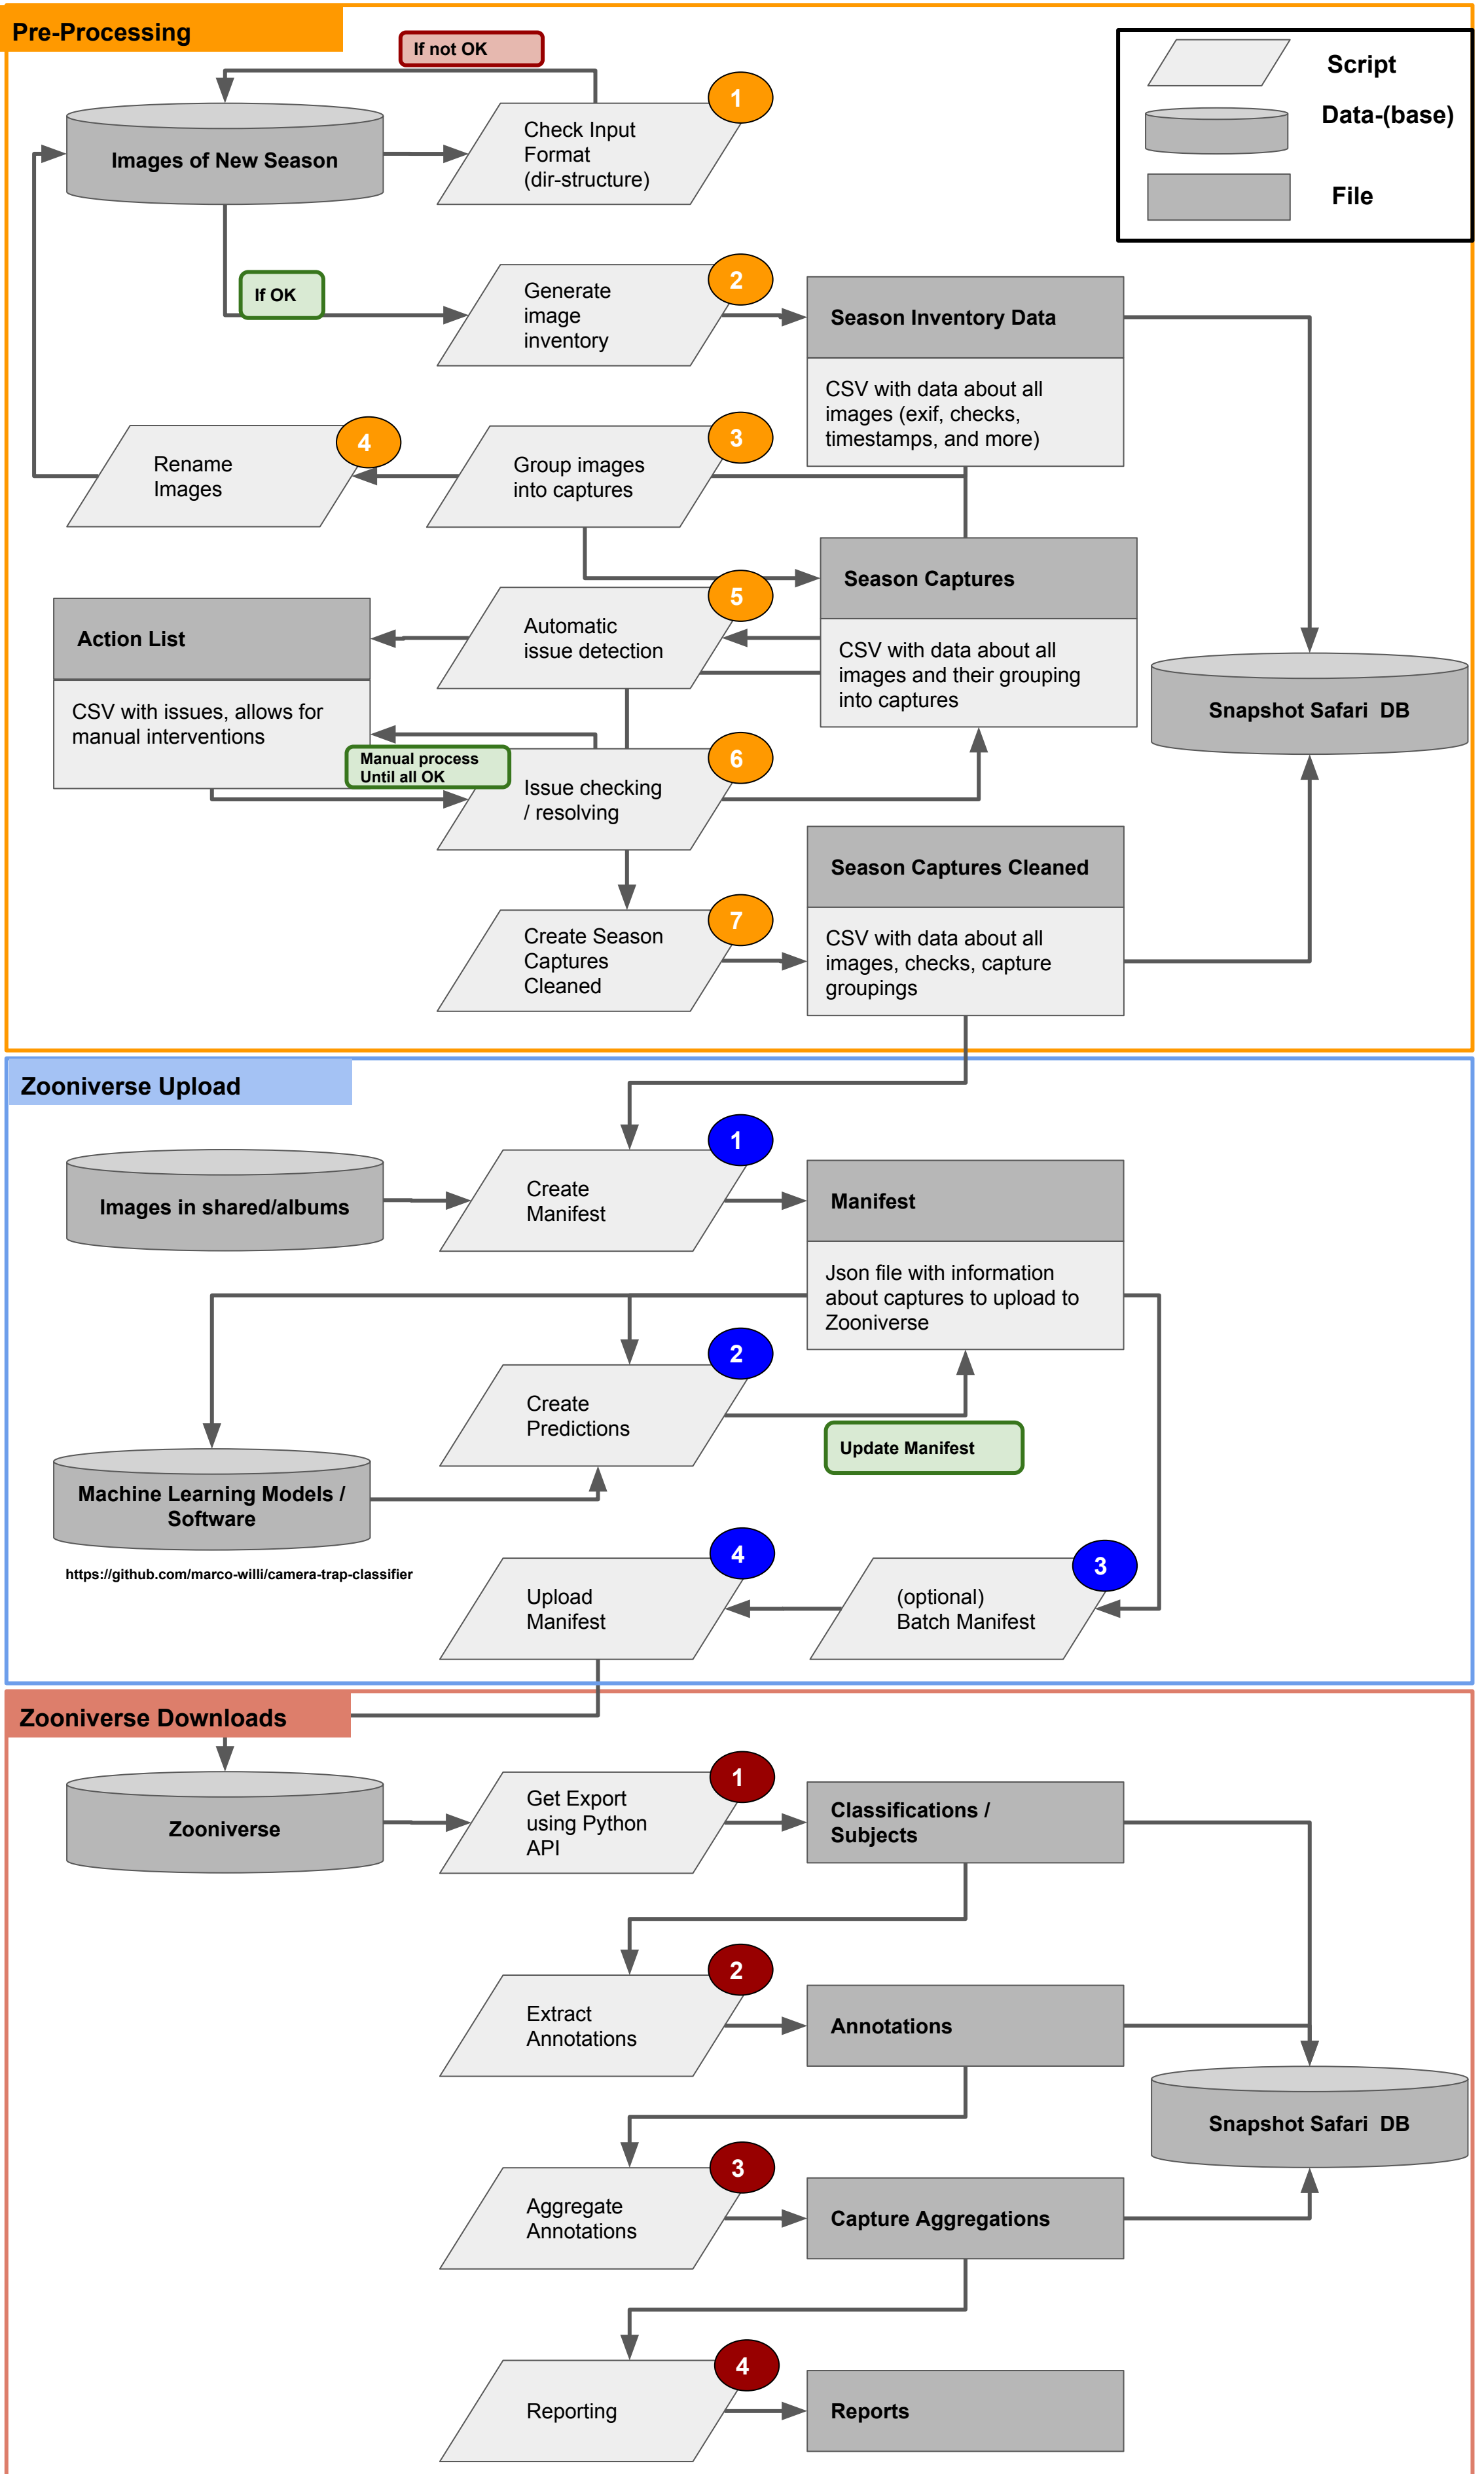 Pre-Processing
If not OK
Script
Data-(base)
File
1
Images of New Season
Check Input
Format
(dir-structure)
If OK
2
Generate
image
inventory
Season Inventory Data
CSV with data about all
images (exif, checks,
timestamps, and more)
4
Rename
Images
3
Group images
into captures
Season Captures
CSV with data about all
images and their grouping
into captures
5
Automatic
issue detection
Action List
CSV with issues, allows for
manual interventions
Snapshot Safari DB
Manual process
Until all OK
6
Issue checking
/ resolving
Season Captures Cleaned
CSV with data about all
images, checks, capture
groupings
7
Create Season
Captures
Cleaned
Zooniverse Upload
1
Images in shared/albums
Create
Manifest
Manifest
Json file with information
about captures to upload to
Zooniverse
2
Create
Predictions
Update Manifest
Machine Learning Models /
Software
https://github.com/marco-willi/camera-trap-classifier
4
Upload
Manifest
3
(optional)
Batch Manifest
Zooniverse Downloads
1
Zooniverse
Get Export
using Python
API
Classifications /
Subjects
2
Extract
Annotations
Annotations
Snapshot Safari DB
3
Aggregate
Annotations
Capture Aggregations
4
Reporting
Reports